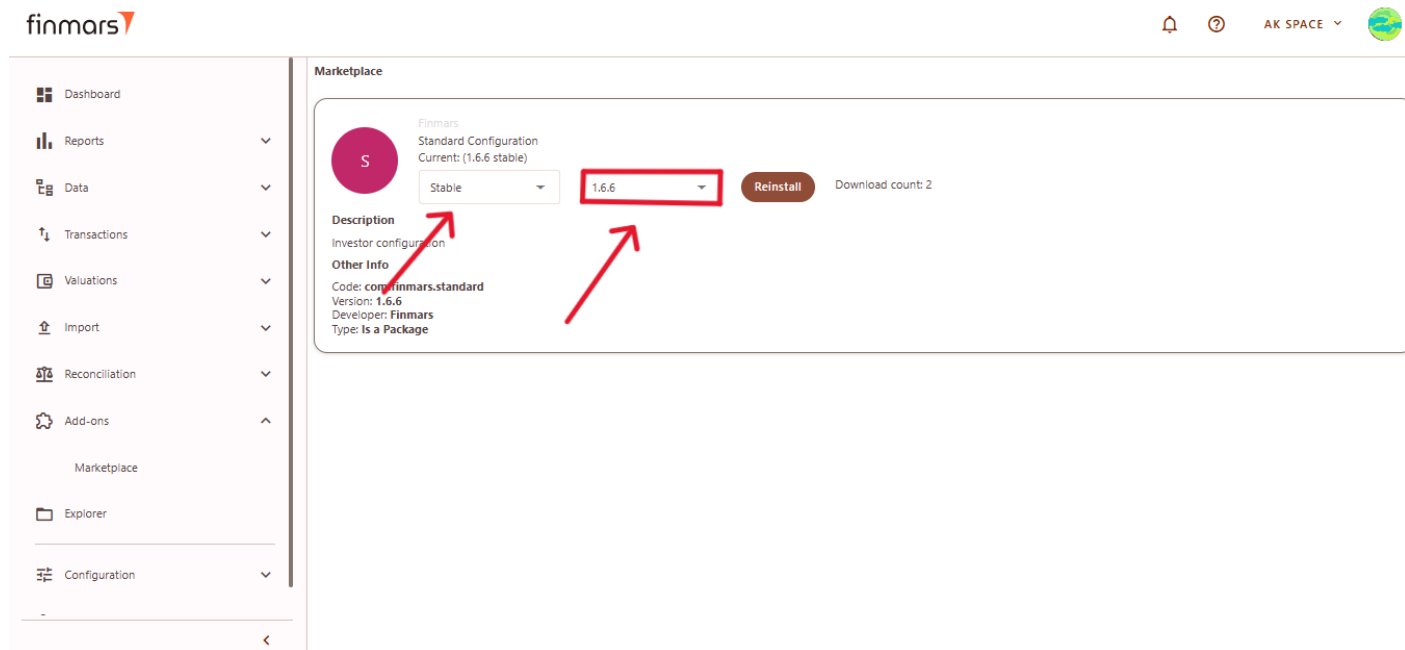 finmars
AK SPACE
Dashboard
Reports
Data
Transactions
Valuations
Import
Reconciliation
Add-ons
Marketplace
Explorer
Configuration
Marketplace
S
Finmars
Standard Configuration
Current: (1.6.6 stable)
Stable
1.6.6
Reinstall
Download count: 2
Description
Investor configuration
Other Info
Code: com.finmars.standard
Version: 1.6.6
Developer: Finmars
Type: Is a Package